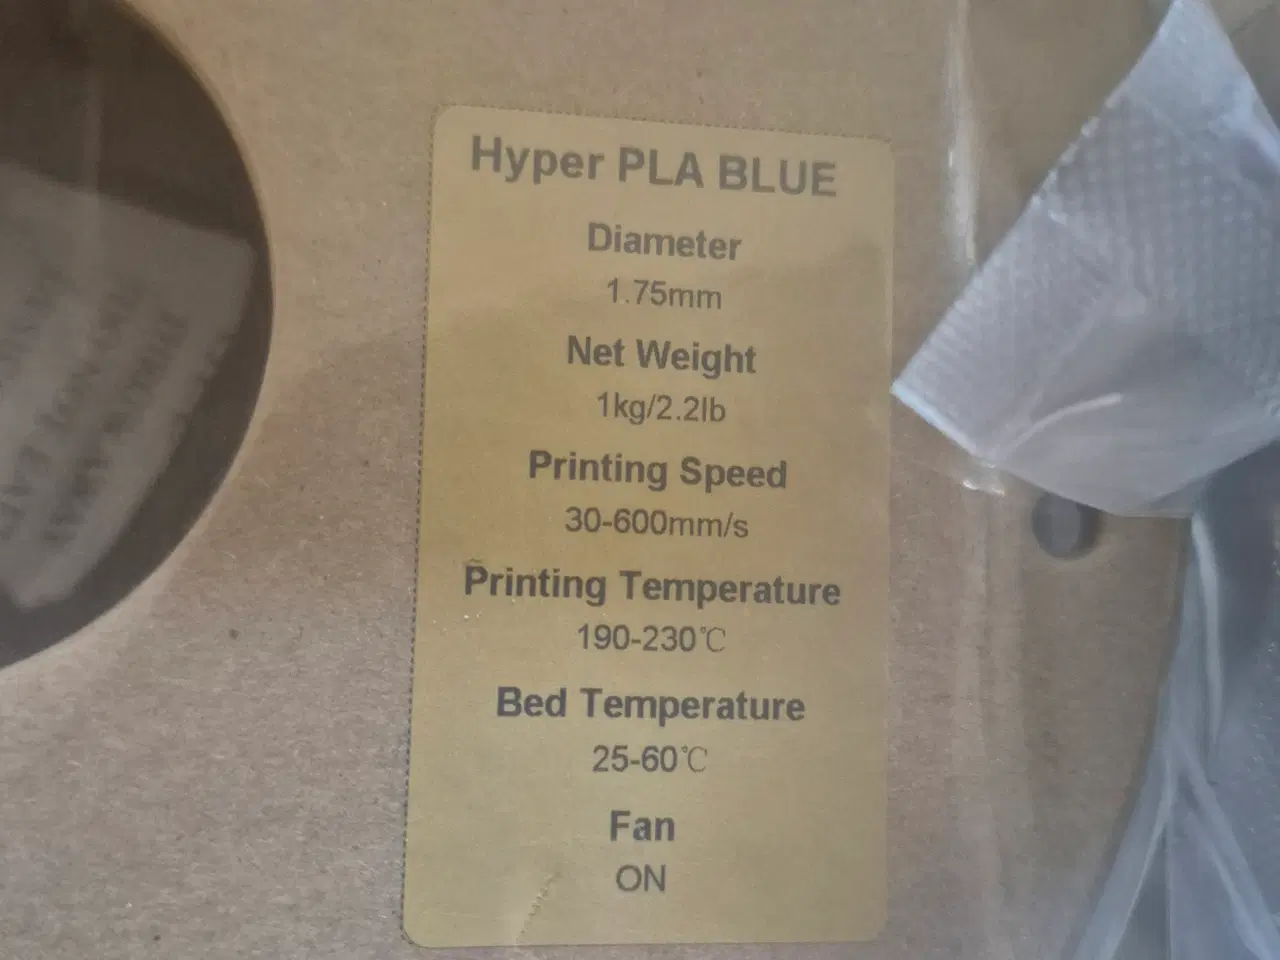 Hyper PLA BLUE
Diameter
1.75mm
Net Weight
1kg/2.2lb
Printing Speed
30-600mm/s
Printing Temperature
190-230℃
Bed Temperature
25-60℃
Fan
ON